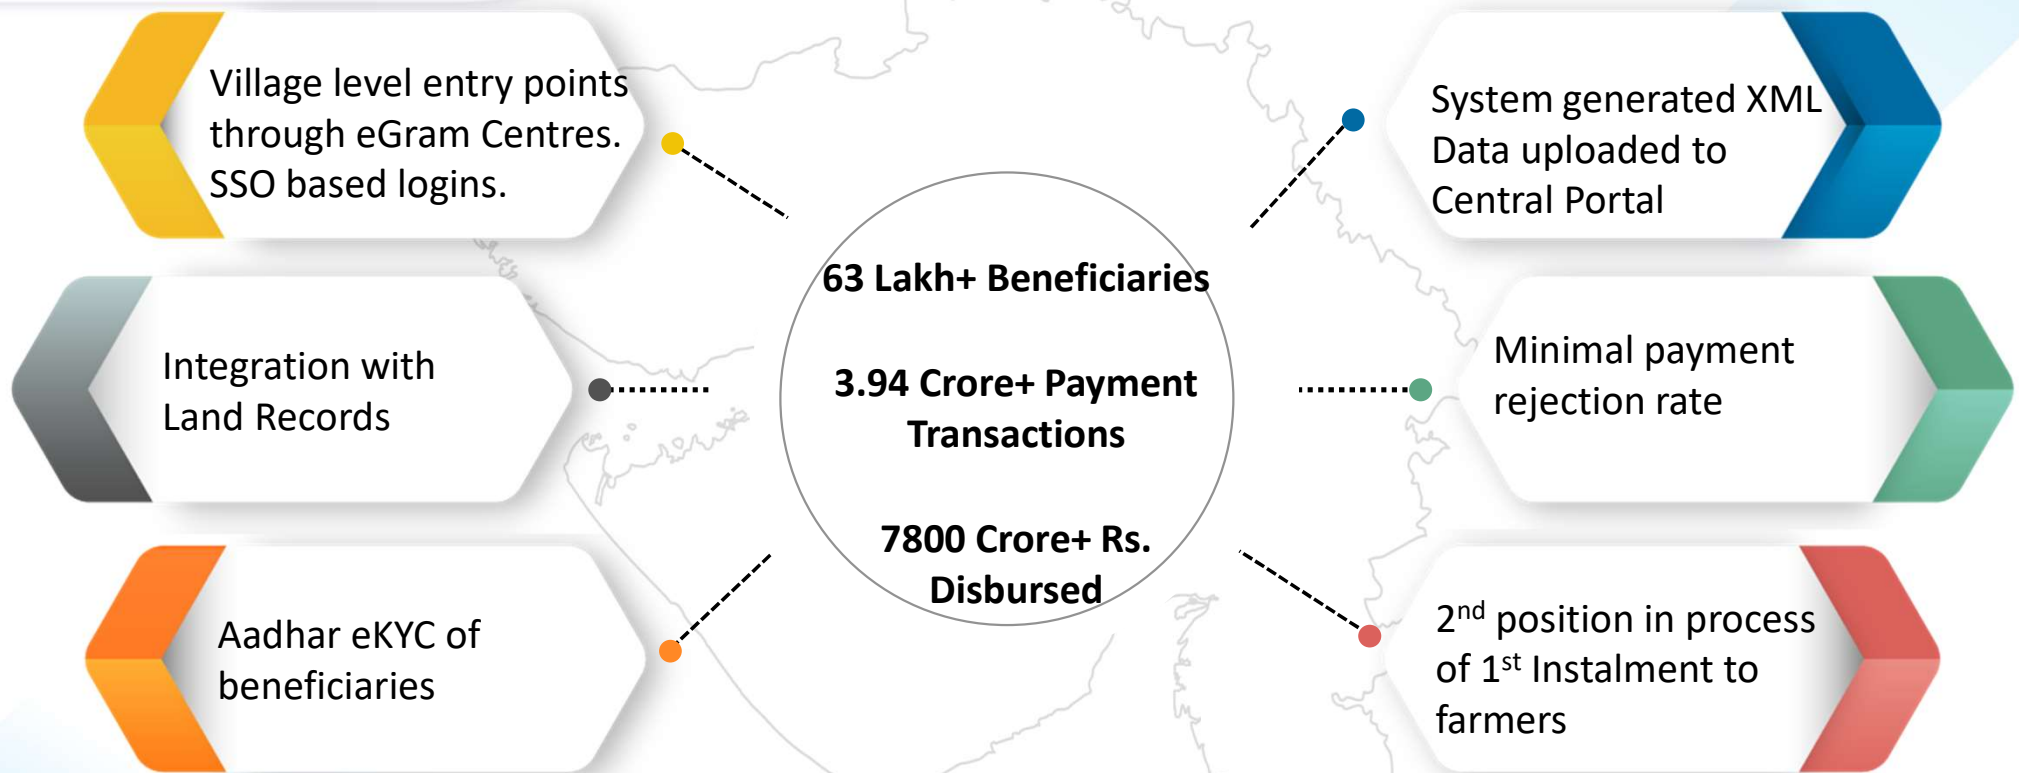 Village level entry points
through eGram Centres.
SSO based logins.
Integration with
Land Records
Aadhar eKYC of
beneficiaries
63 Lakh+ Beneficiaries
3.94 Crore+ Payment
Transactions
7800 Crore+ Rs.
Disbursed
System generated XML
Data uploaded to
Central Portal
Minimal payment
rejection rate
2nd position in process
of 1st Instalment to
farmers